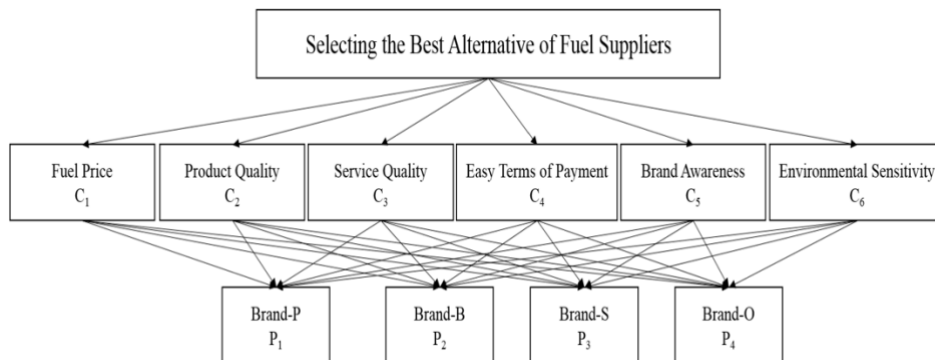 Selecting the Best Alternative of Fuel Suppliers
Fuel Price
C₁
Product Quality
C₂
Service Quality
C₃
Easy Terms of Payment
C₄
Brand Awareness
C₅
Environmental Sensitivity
C₆
Brand-P
P₁
Brand-B
P₂
Brand-S
P₃
Brand-O
P₄